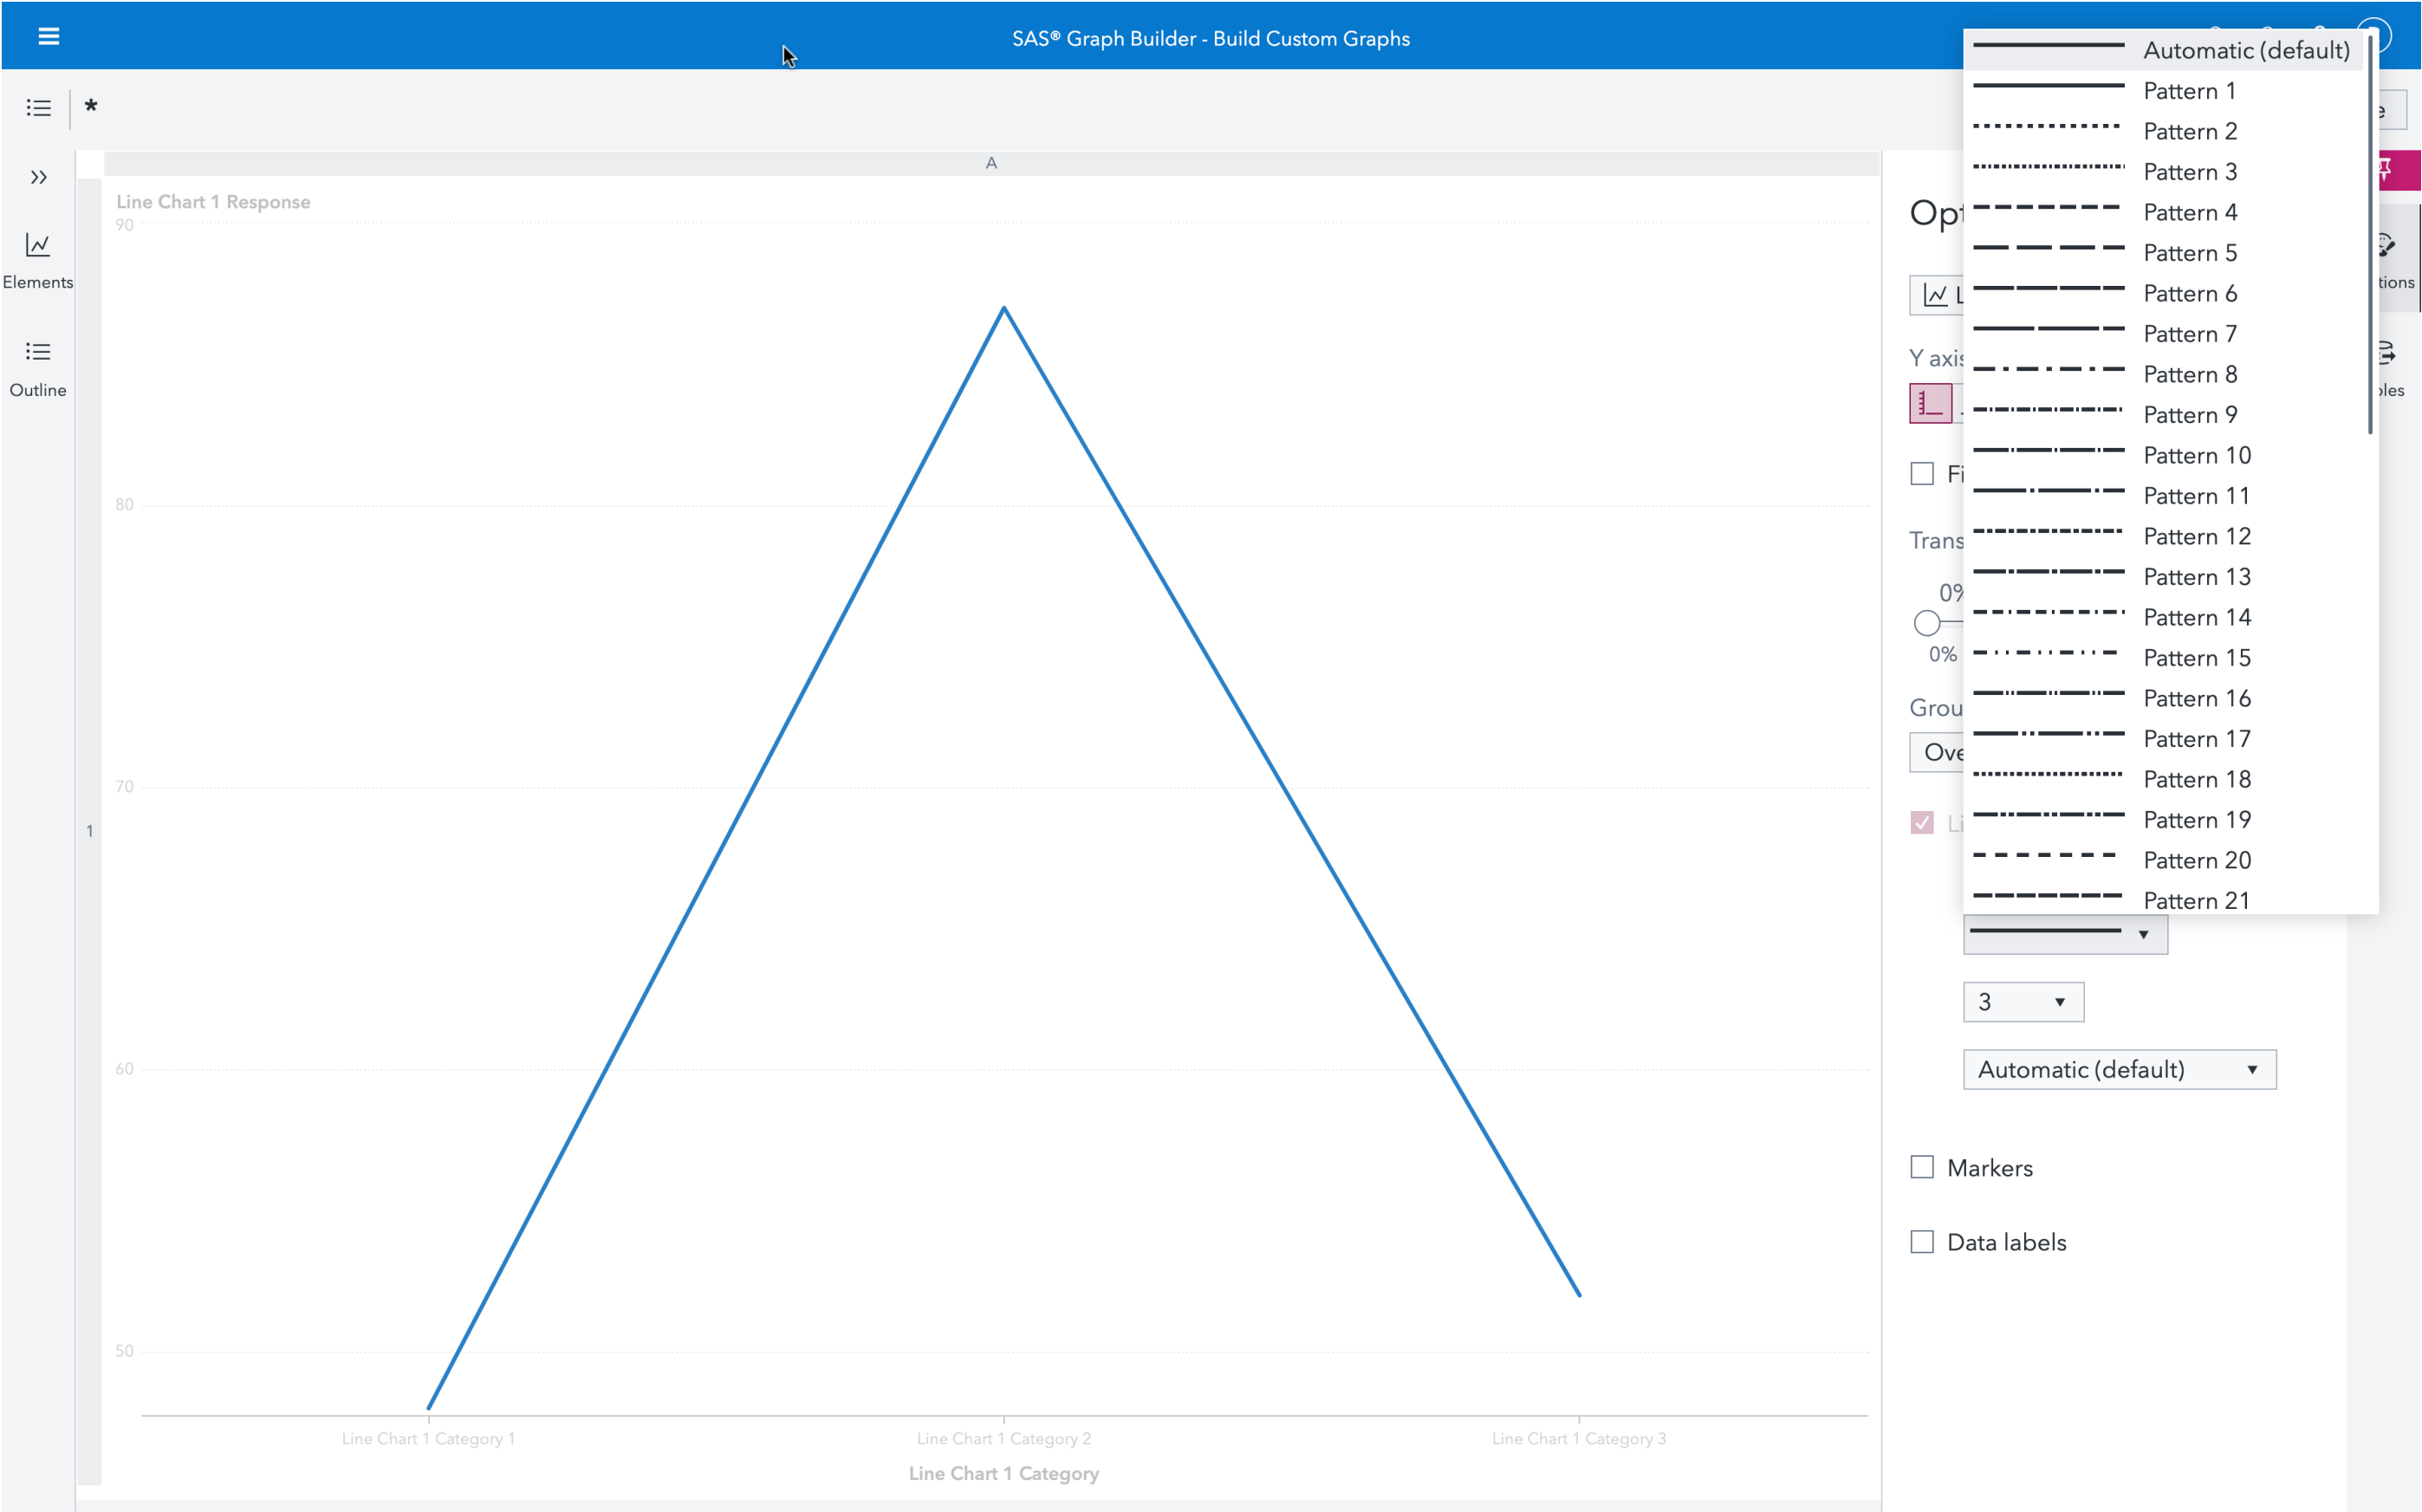 SAS® Graph Builder - Build Custom Graphs
*
A
Elements
Outline
1
Line Chart 1 Response
90
80
70
60
50
Line Chart 1 Category 1
Line Chart 1 Category 2
Line Chart 1 Category 3
Line Chart 1 Category
Y axis
0%
0%
Automatic (default)
Pattern 1
Pattern 2
Pattern 3
Pattern 4
Pattern 5
Pattern 6
Pattern 7
Pattern 8
Pattern 9
Pattern 10
Pattern 11
Pattern 12
Pattern 13
Pattern 14
Pattern 15
Pattern 16
Pattern 17
Pattern 18
Pattern 19
Pattern 20
Pattern 21
3
Automatic (default)
Markers
Data labels